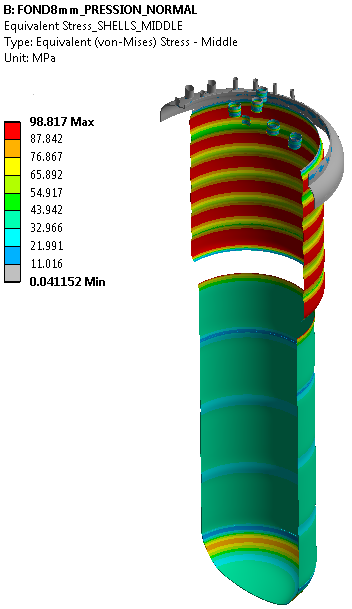 B: FOND8mm_PRESSION_NORMAL
Equivalent Stress_SHELLS_MIDDLE
Type: Equivalent (von-Mises) Stress - Middle
Unit: MPa
98.817 Max
87.842
76.867
65.892
54.917
43.942
32.966
21.991
11.016
0.041152 Min